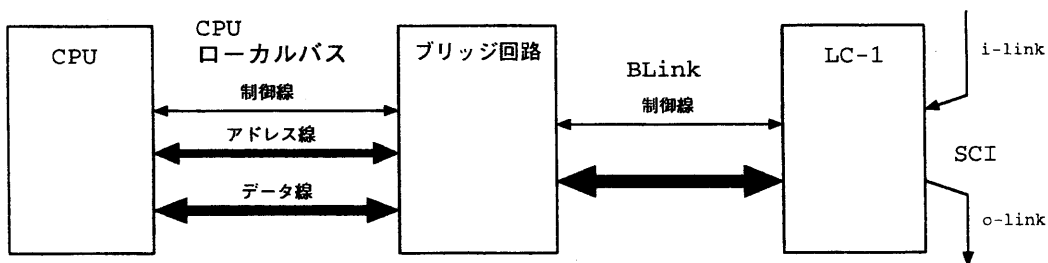 CPU
CPU
ローカルバス
制御線
アドレス線
データ線
ブリッジ回路
BLink
制御線
LC-1
i-link
SCI
o-link